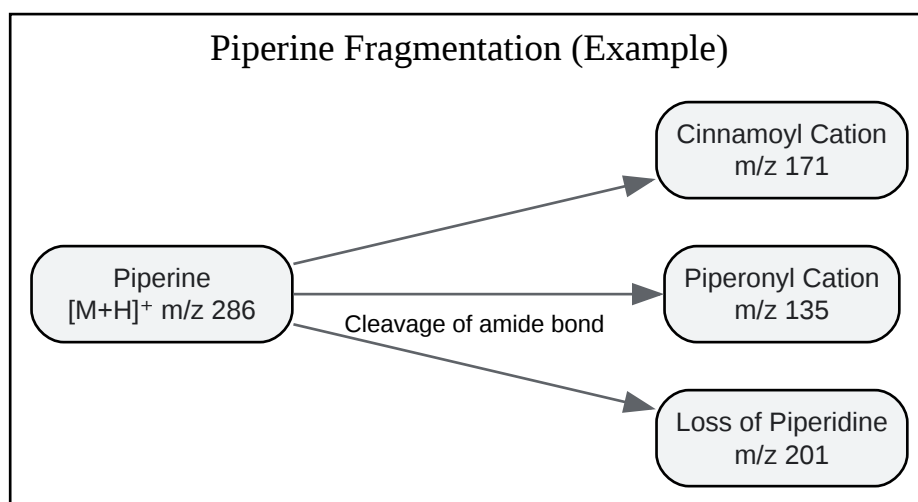 Piperine Fragmentation (Example)
Cinnamoyl Cation
m/z 171
Piperine
[M+H]⁺ m/z 286
Piperonyl Cation
m/z 135
Cleavage of amide bond
Loss of Piperidine
m/z 201